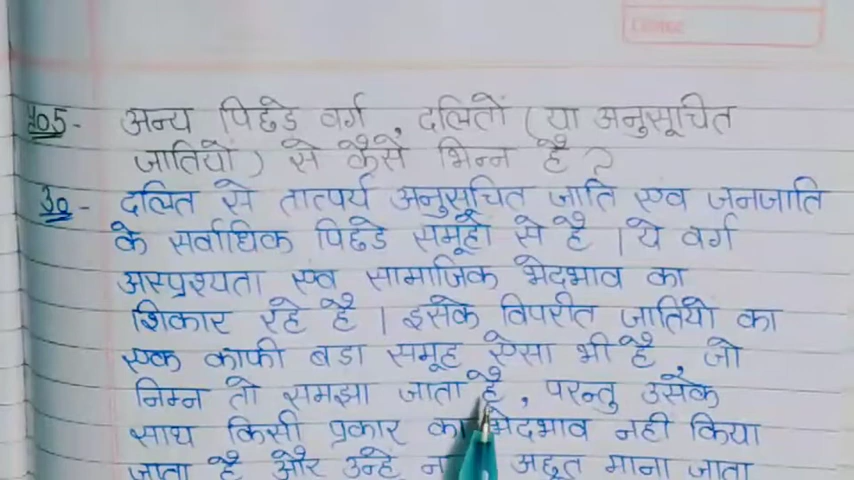 प्र05- अन्य पिछडे वर्ग, दलितों (या अनुसूचित
जातियों) से कैसे भिन्न है?
उ0- दलित से तात्पर्य अनुसूचित जाति एव जनजाति
के सर्वाधिक पिछडे समूहो से है । ये वर्ग
अस्प्रश्यता एव सामाजिक भेदभाव का
शिकार रहे है । इसके विपरीत जातियो का
एक काफी बडा समूह ऐसा भी है, जो
निम्न तो समझा जाता है, परन्तु उसके
साथ किसी प्रकार का भेदभाव नही किया
जाता है और उन्हे अछूत माना जाता